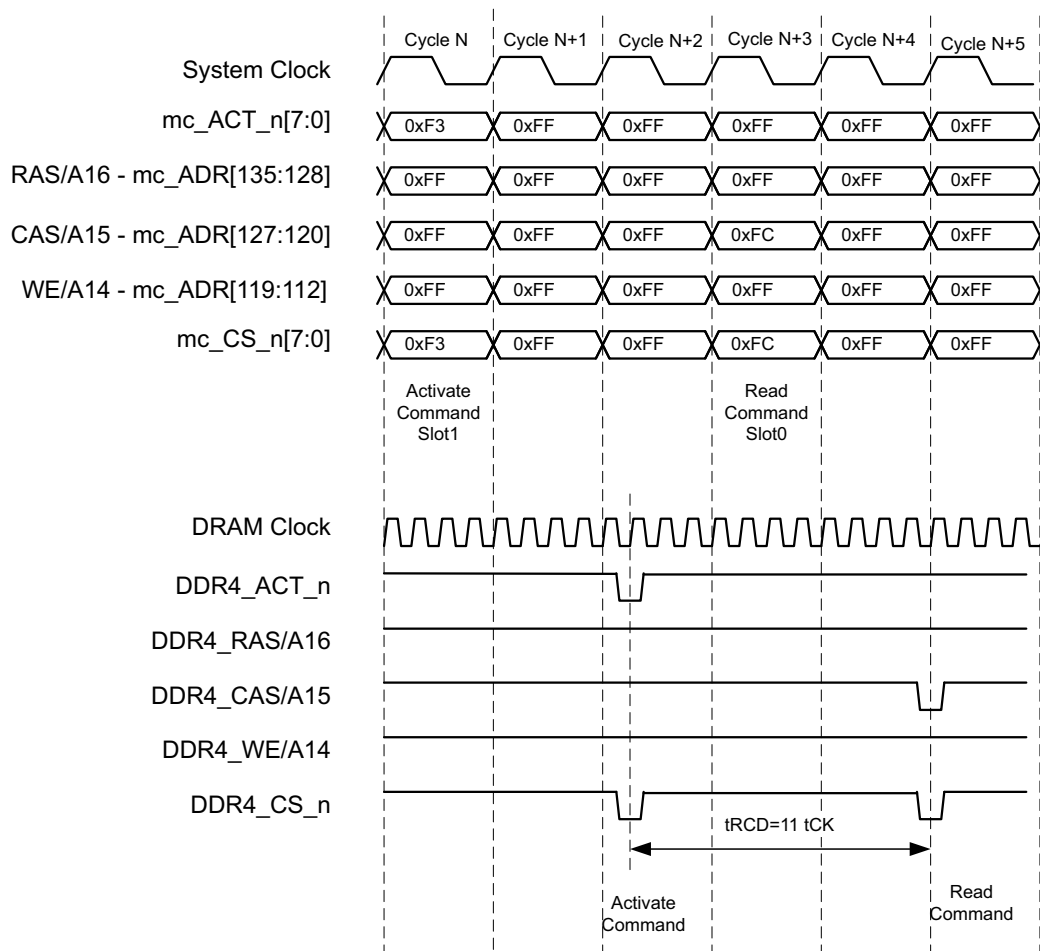 Cycle N Cycle N+1 Cycle N+2 Cycle N+3 Cycle N+4 Cycle N+5
System Clock
mc_ACT_n[7:0] 0xF3 0xFF 0xFF 0xFF 0xFF 0xFF
RAS/A16 - mc_ADR[135:128] 0xFF 0xFF 0xFF 0xFF 0xFF 0xFF
CAS/A15 - mc_ADR[127:120] 0xFF 0xFF 0xFF 0xFC 0xFF 0xFF
WE/A14 - mc_ADR[119:112] 0xFF 0xFF 0xFF 0xFF 0xFF 0xFF
mc_CS_n[7:0] 0xF3 0xFF 0xFF 0xFC 0xFF 0xFF
Activate
Command
Slot1
Read
Command
Slot0
DRAM Clock
DDR4_ACT_n
DDR4_RAS/A16
DDR4_CAS/A15
DDR4_WE/A14
DDR4_CS_n
tRCD=11 tCK
Activate
Command
Read
Command